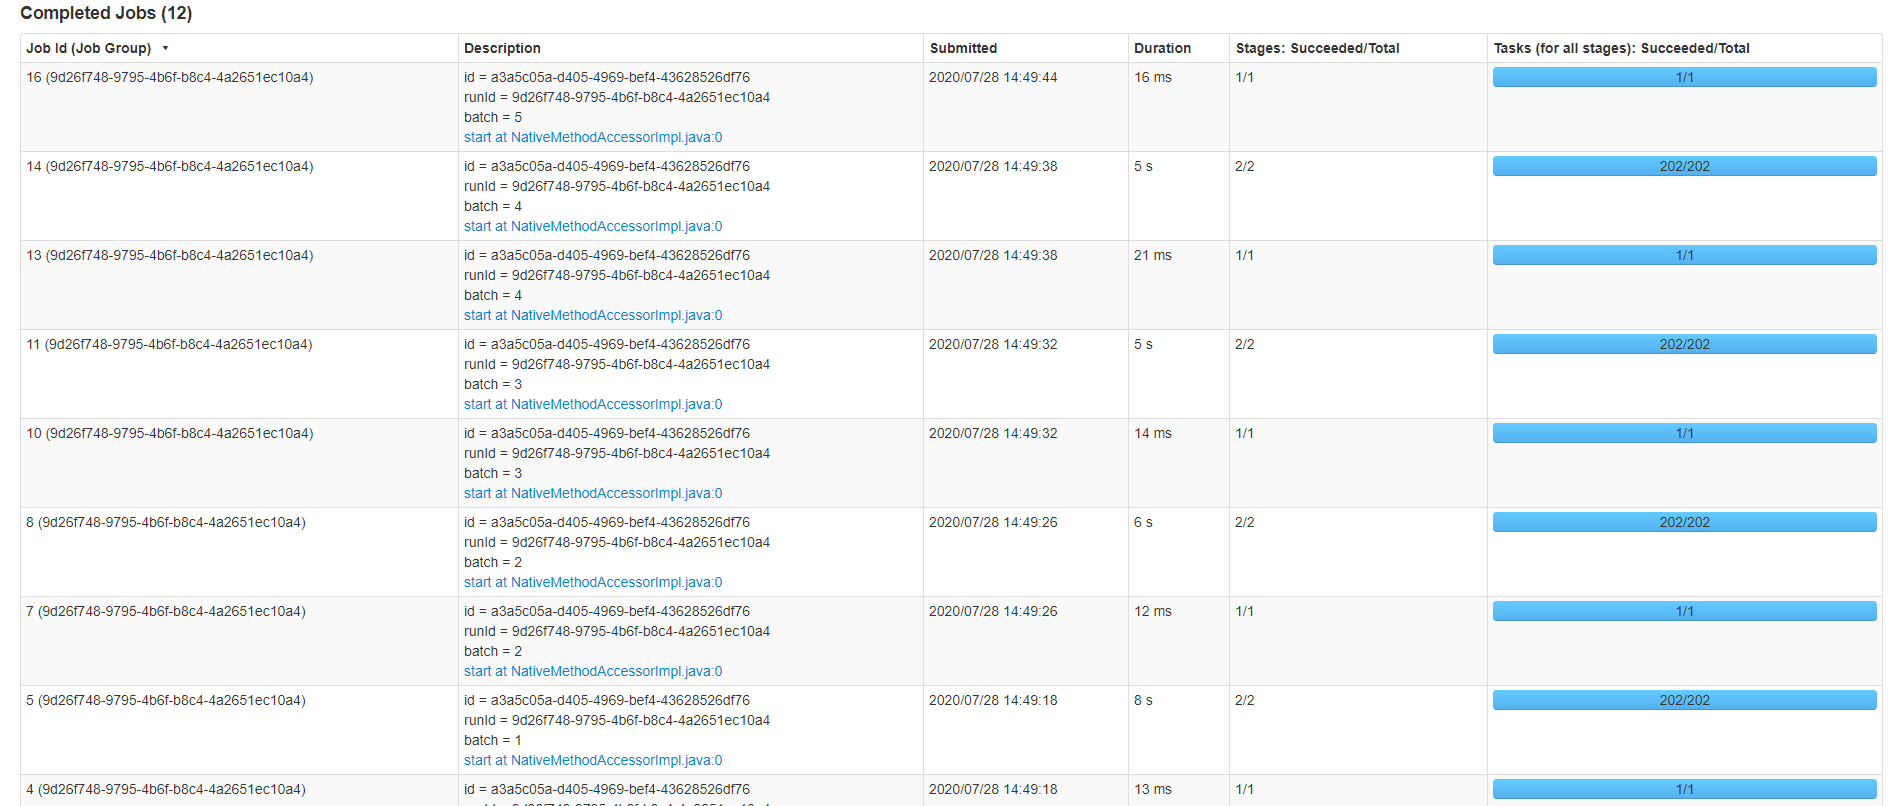 Completed Jobs (12)
Job Id (Job Group) ▾ Description Submitted Duration Stages: Succeeded/Total Tasks (for all stages): Succeeded/Total
16 (9d26f748-9795-4b6f-b8c4-4a2651ec10a4) id = a3a5c05a-d405-4969-bef4-43628526df76 2020/07/28 14:49:44 16 ms 1/1 1/1
runId = 9d26f748-9795-4b6f-b8c4-4a2651ec10a4
batch = 5
start at NativeMethodAccessorImpl.java:0
14 (9d26f748-9795-4b6f-b8c4-4a2651ec10a4) id = a3a5c05a-d405-4969-bef4-43628526df76 2020/07/28 14:49:38 5 s 2/2 202/202
runId = 9d26f748-9795-4b6f-b8c4-4a2651ec10a4
batch = 4
start at NativeMethodAccessorImpl.java:0
13 (9d26f748-9795-4b6f-b8c4-4a2651ec10a4) id = a3a5c05a-d405-4969-bef4-43628526df76 2020/07/28 14:49:38 21 ms 1/1 1/1
runId = 9d26f748-9795-4b6f-b8c4-4a2651ec10a4
batch = 4
start at NativeMethodAccessorImpl.java:0
11 (9d26f748-9795-4b6f-b8c4-4a2651ec10a4) id = a3a5c05a-d405-4969-bef4-43628526df76 2020/07/28 14:49:32 5 s 2/2 202/202
runId = 9d26f748-9795-4b6f-b8c4-4a2651ec10a4
batch = 3
start at NativeMethodAccessorImpl.java:0
10 (9d26f748-9795-4b6f-b8c4-4a2651ec10a4) id = a3a5c05a-d405-4969-bef4-43628526df76 2020/07/28 14:49:32 14 ms 1/1 1/1
runId = 9d26f748-9795-4b6f-b8c4-4a2651ec10a4
batch = 3
start at NativeMethodAccessorImpl.java:0
8 (9d26f748-9795-4b6f-b8c4-4a2651ec10a4) id = a3a5c05a-d405-4969-bef4-43628526df76 2020/07/28 14:49:26 6 s 2/2 202/202
runId = 9d26f748-9795-4b6f-b8c4-4a2651ec10a4
batch = 2
start at NativeMethodAccessorImpl.java:0
7 (9d26f748-9795-4b6f-b8c4-4a2651ec10a4) id = a3a5c05a-d405-4969-bef4-43628526df76 2020/07/28 14:49:26 12 ms 1/1 1/1
runId = 9d26f748-9795-4b6f-b8c4-4a2651ec10a4
batch = 2
start at NativeMethodAccessorImpl.java:0
5 (9d26f748-9795-4b6f-b8c4-4a2651ec10a4) id = a3a5c05a-d405-4969-bef4-43628526df76 2020/07/28 14:49:18 8 s 2/2 202/202
runId = 9d26f748-9795-4b6f-b8c4-4a2651ec10a4
batch = 1
start at NativeMethodAccessorImpl.java:0
4 (9d26f748-9795-4b6f-b8c4-4a2651ec10a4) id = a3a5c05a-d405-4969-bef4-43628526df76 2020/07/28 14:49:18 13 ms 1/1 1/1